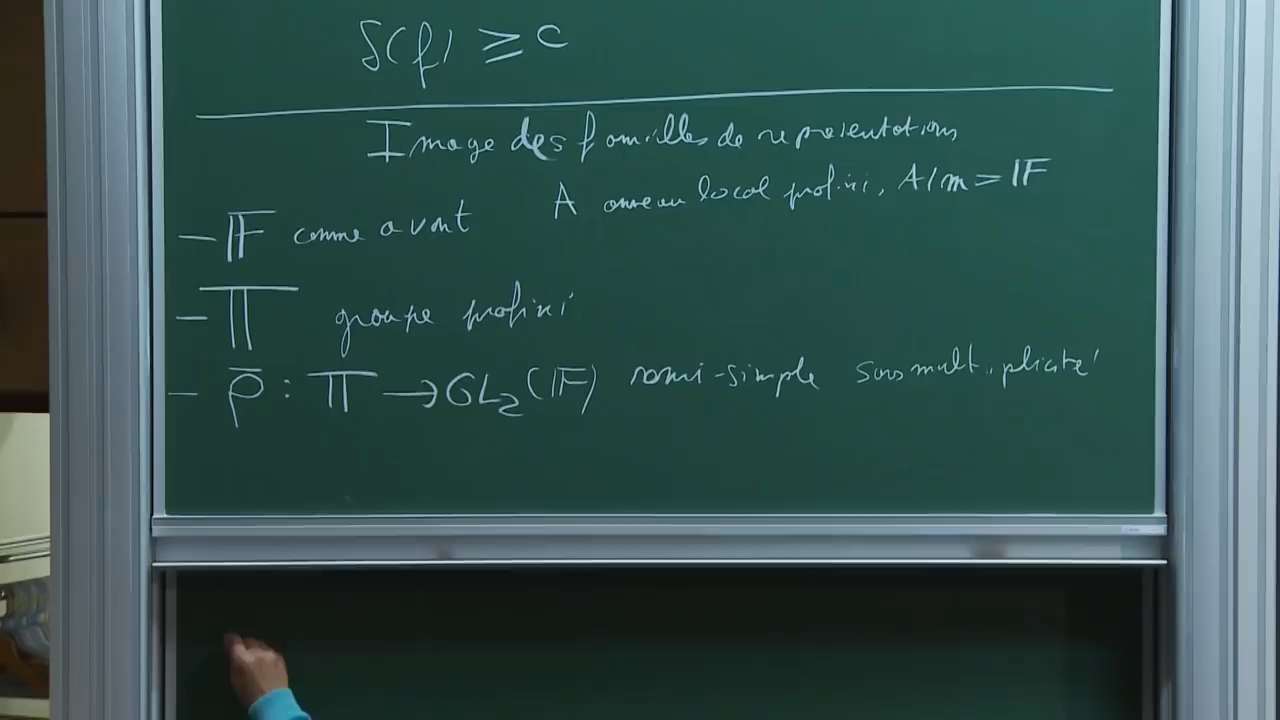 δ(f) ≥ c
Image des familles de représentations
A anneau local profini, A/m = 𝔽
– 𝔽 comme avant
– Π groupe profini
– ρ̄ : Π → GL₂(𝔽) semi-simple sans multiplicité